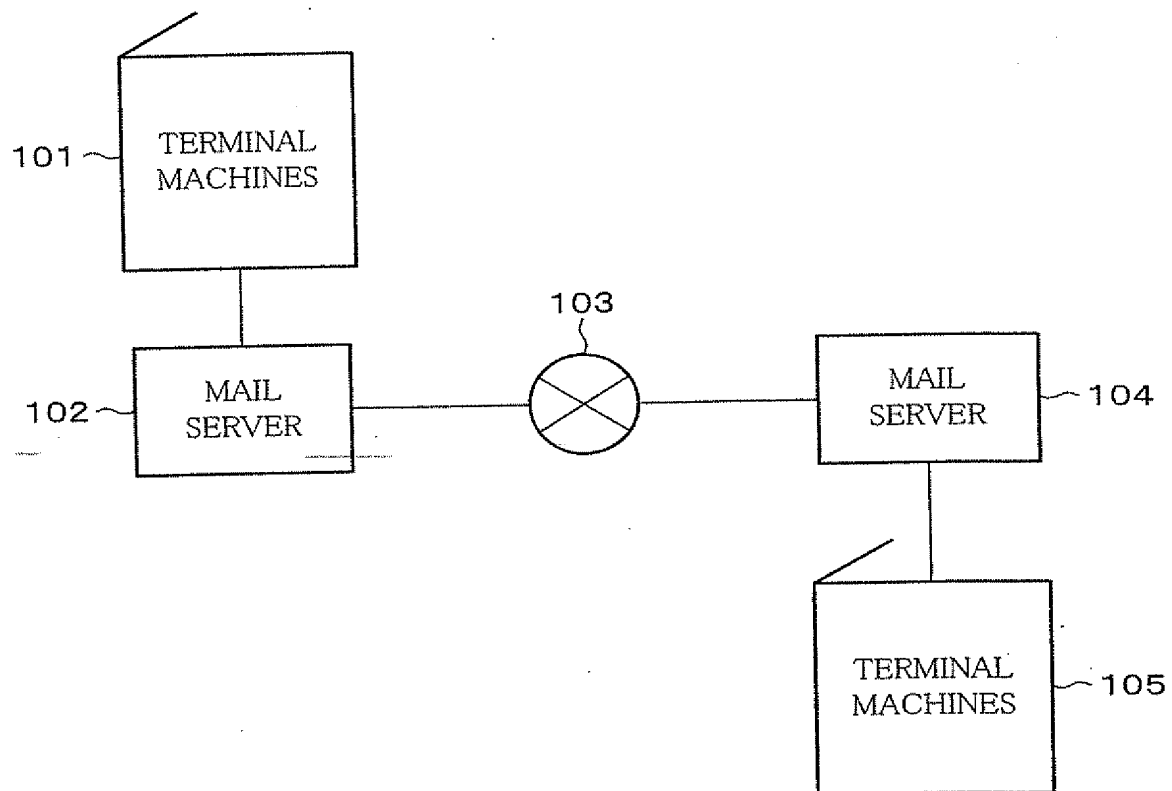 101
TERMINAL
MACHINES
103
102
MAIL
SERVER
MAIL
SERVER
104
TERMINAL
MACHINES
105